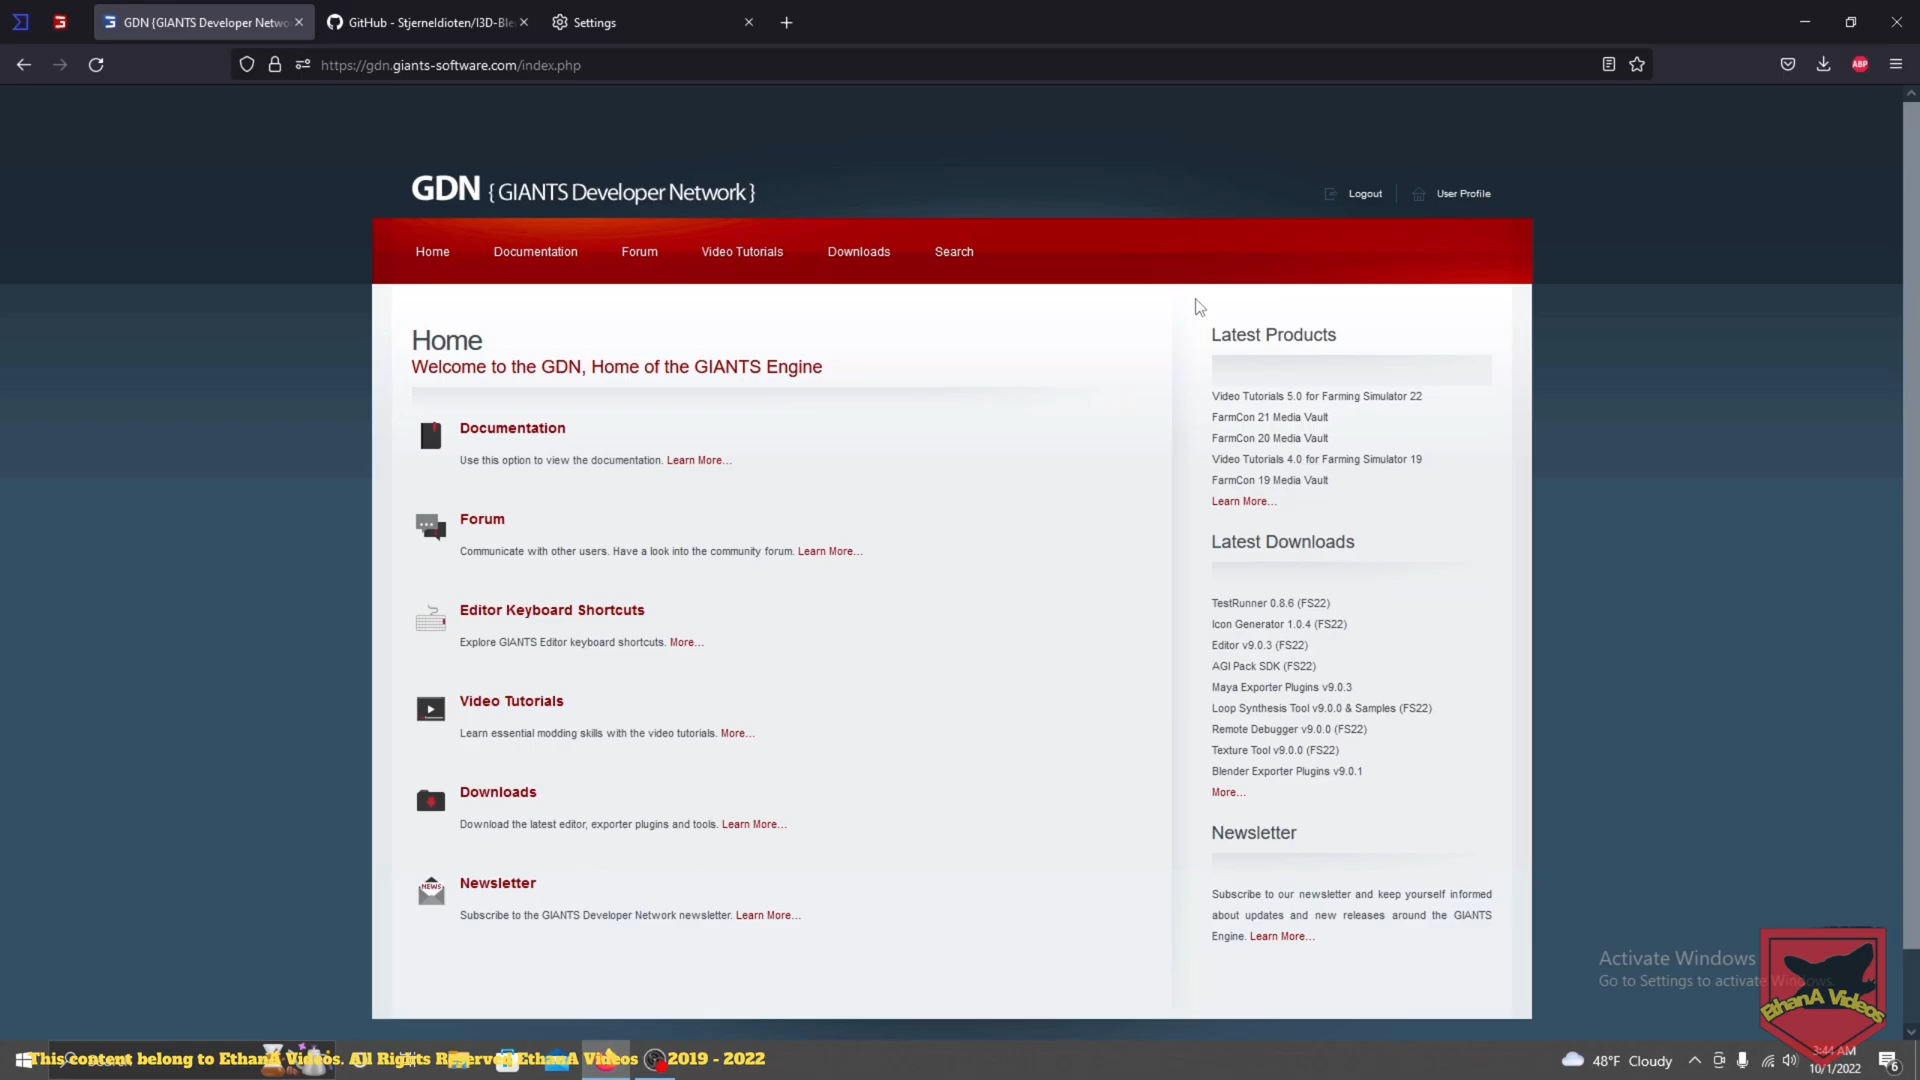 GDN {GIANTS Developer Netwo
GitHub - Stjerneldioten/I3D-Ble
Settings
https://gdn.giants-software.com/index.php
ABP
GDN { GIANTS Developer Network }
Logout
User Profile
Home
Documentation
Forum
Video Tutorials
Downloads
Search
Home
Welcome to the GDN, Home of the GIANTS Engine
Documentation
Use this option to view the documentation. Learn More...
Forum
Communicate with other users. Have a look into the community forum. Learn More...
Editor Keyboard Shortcuts
Explore GIANTS Editor keyboard shortcuts. More...
Video Tutorials
Learn essential modding skills with the video tutorials. More...
Downloads
Download the latest editor, exporter plugins and tools. Learn More...
NEWS
Newsletter
Subscribe to the GIANTS Developer Network newsletter. Learn More...
Latest Products
Video Tutorials 5.0 for Farming Simulator 22
FarmCon 21 Media Vault
FarmCon 20 Media Vault
Video Tutorials 4.0 for Farming Simulator 19
FarmCon 19 Media Vault
Learn More...
Latest Downloads
TestRunner 0.8.6 (FS22)
Icon Generator 1.0.4 (FS22)
Editor v9.0.3 (FS22)
AGI Pack SDK (FS22)
Maya Exporter Plugins v9.0.3
Loop Synthesis Tool v9.0.0 & Samples (FS22)
Remote Debugger v9.0.0 (FS22)
Texture Tool v9.0.0 (FS22)
Blender Exporter Plugins v9.0.1
More...
Newsletter
Subscribe to our newsletter and keep yourself informed
about updates and new releases around the GIANTS
Engine. Learn More...
Activate Windows
Go to Settings to activate Windows.
EthanA Videos
This content belong to EthanA Videos. All Rights Reserved EthanA Videos 2019 - 2022
48°F Cloudy
3:44 AM
10/1/2022
6